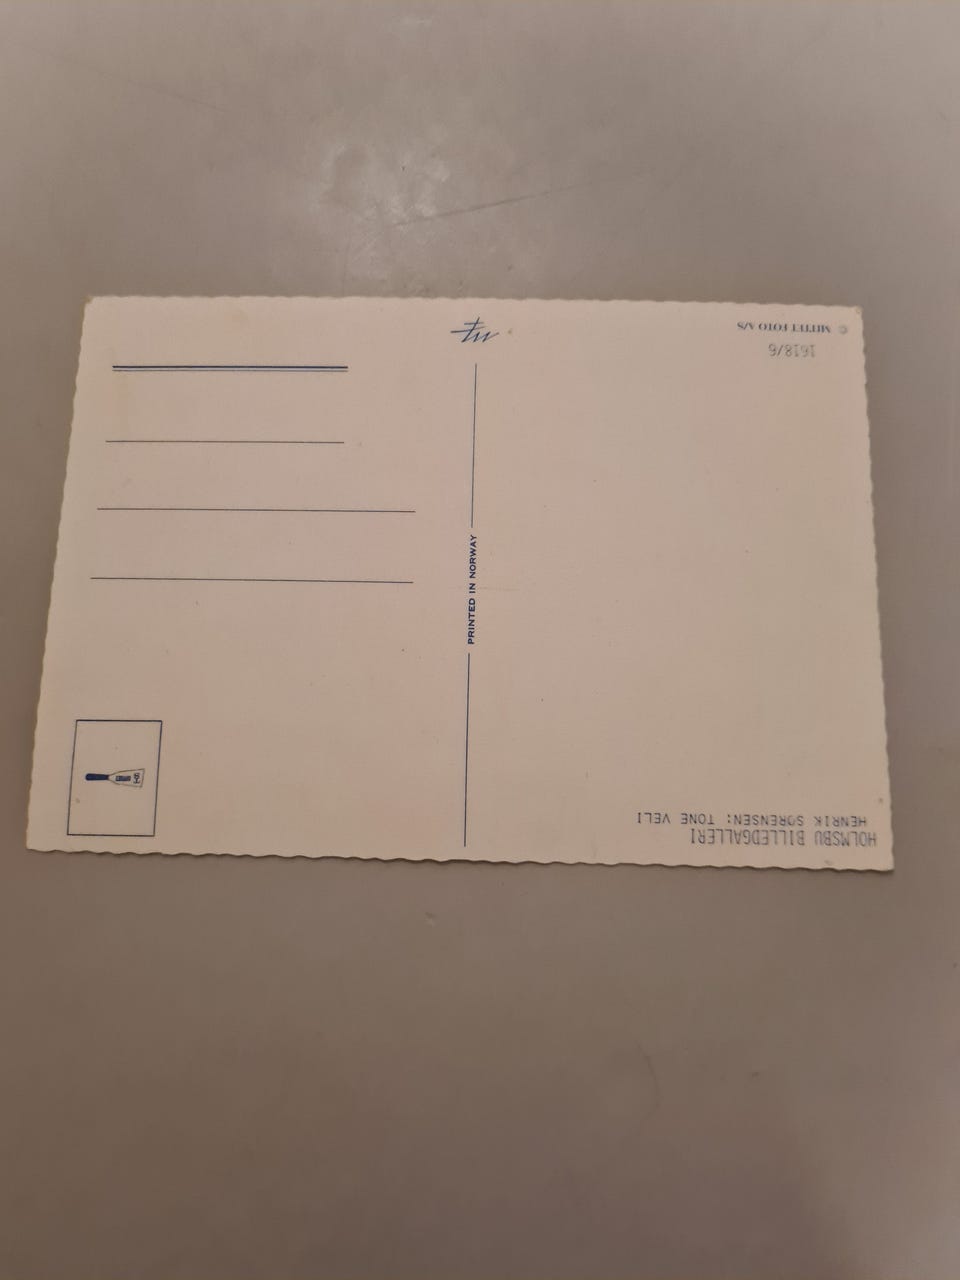 HOLMSBU BILLEDGALLERI
HENRIK SØRENSEN: TONE VELI
PRINTED IN NORWAY
1618/6
© MITTET FOTO A/S